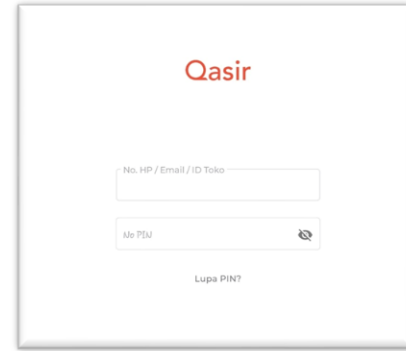 Qasir
No. HP / Email / ID Toko
No PIN
Lupa PIN?